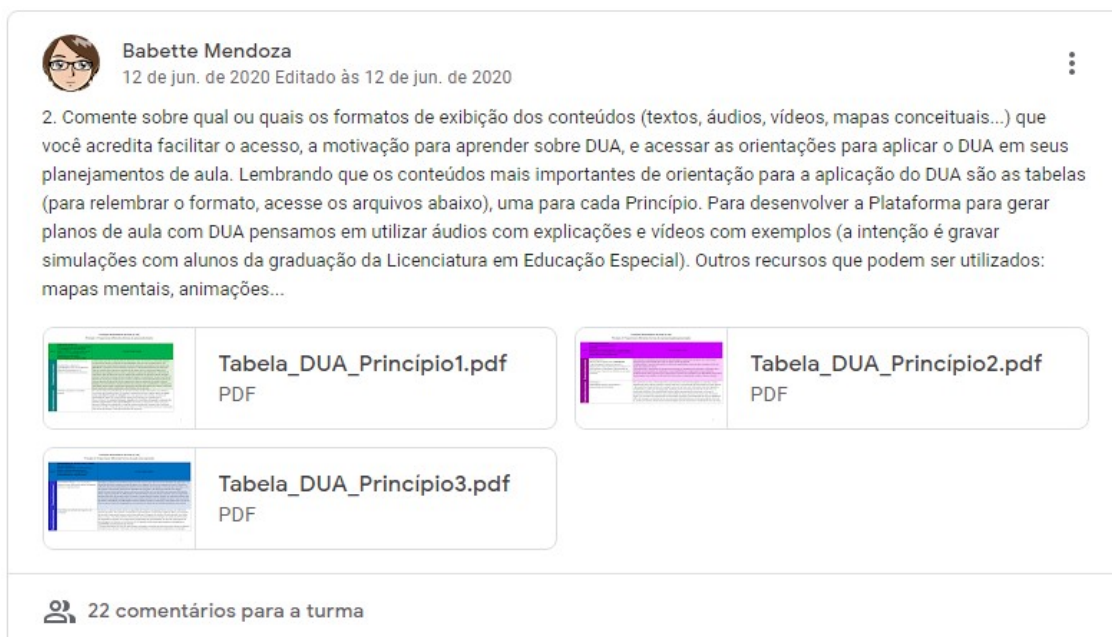 Babette Mendoza
12 de jun. de 2020 Editado às 12 de jun. de 2020
2. Comente sobre qual ou quais os formatos de exibição dos conteúdos (textos, áudios, vídeos, mapas conceituais...) que
você acredita facilitar o acesso, a motivação para aprender sobre DUA, e acessar as orientações para aplicar o DUA em seus
planejamentos de aula. Lembrando que os conteúdos mais importantes de orientação para a aplicação do DUA são as tabelas
(para relembrar o formato, acesse os arquivos abaixo), uma para cada Princípio. Para desenvolver a Plataforma para gerar
planos de aula com DUA pensamos em utilizar áudios com explicações e vídeos com exemplos (a intenção é gravar
simulações com alunos da graduação da Licenciatura em Educação Especial). Outros recursos que podem ser utilizados:
mapas mentais, animações...
Tabela_DUA_Princípio1.pdf
PDF
Tabela_DUA_Princípio2.pdf
PDF
Tabela_DUA_Princípio3.pdf
PDF
22 comentários para a turma